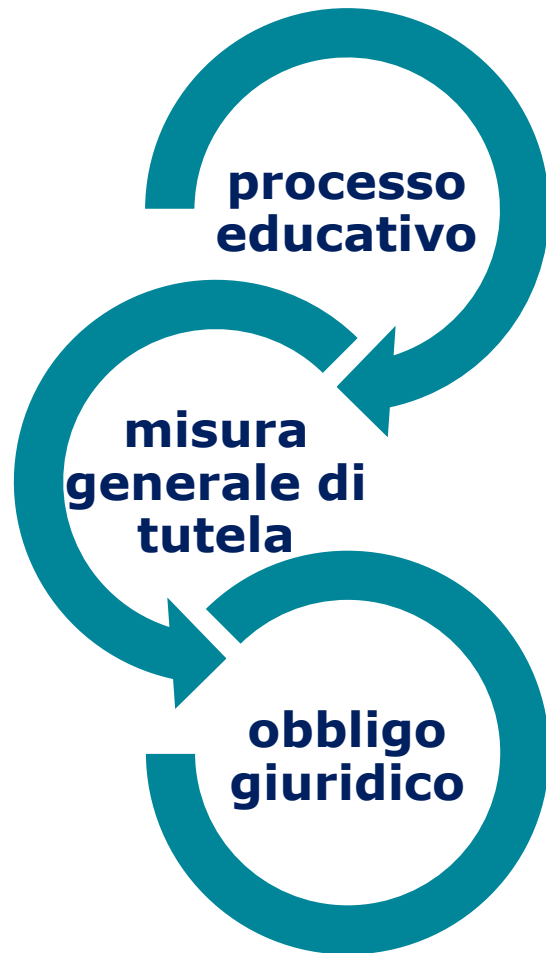 processo
educativo
misura
generale di
tutela
obbligo
giuridico